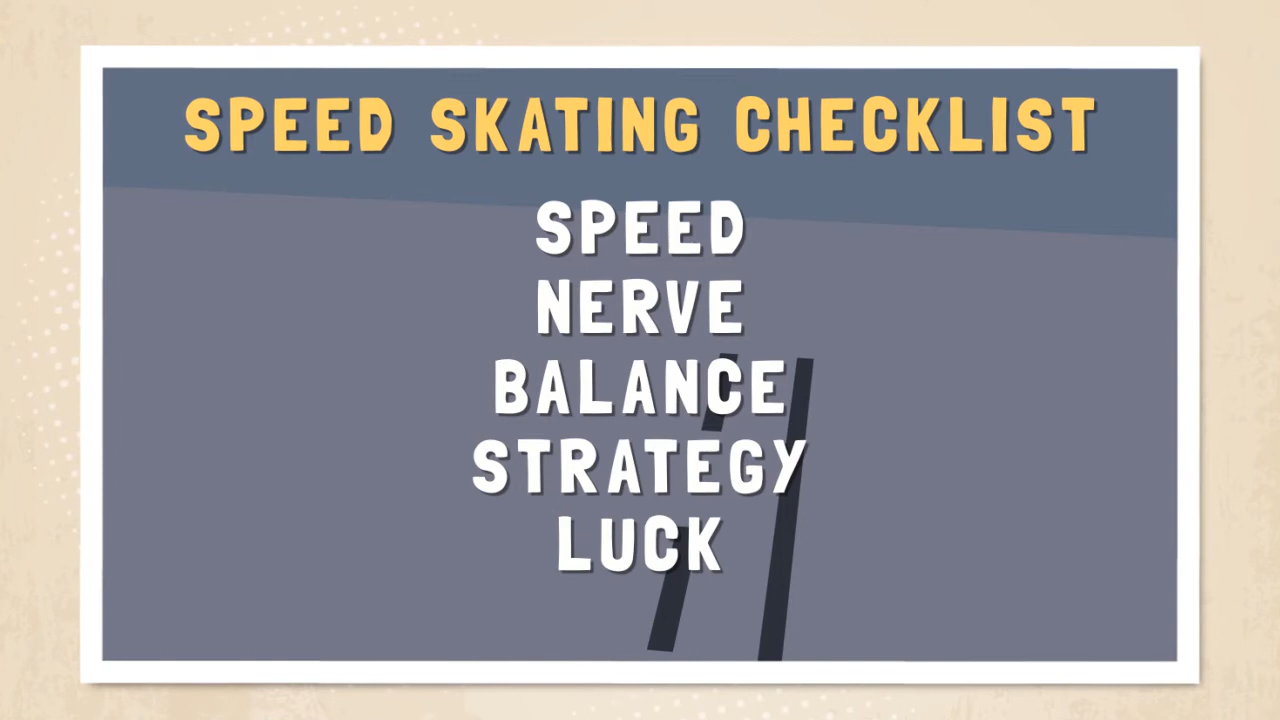 SPEED SKATING CHECKLIST
SPEED
NERVE
BALANCE
STRATEGY
LUCK